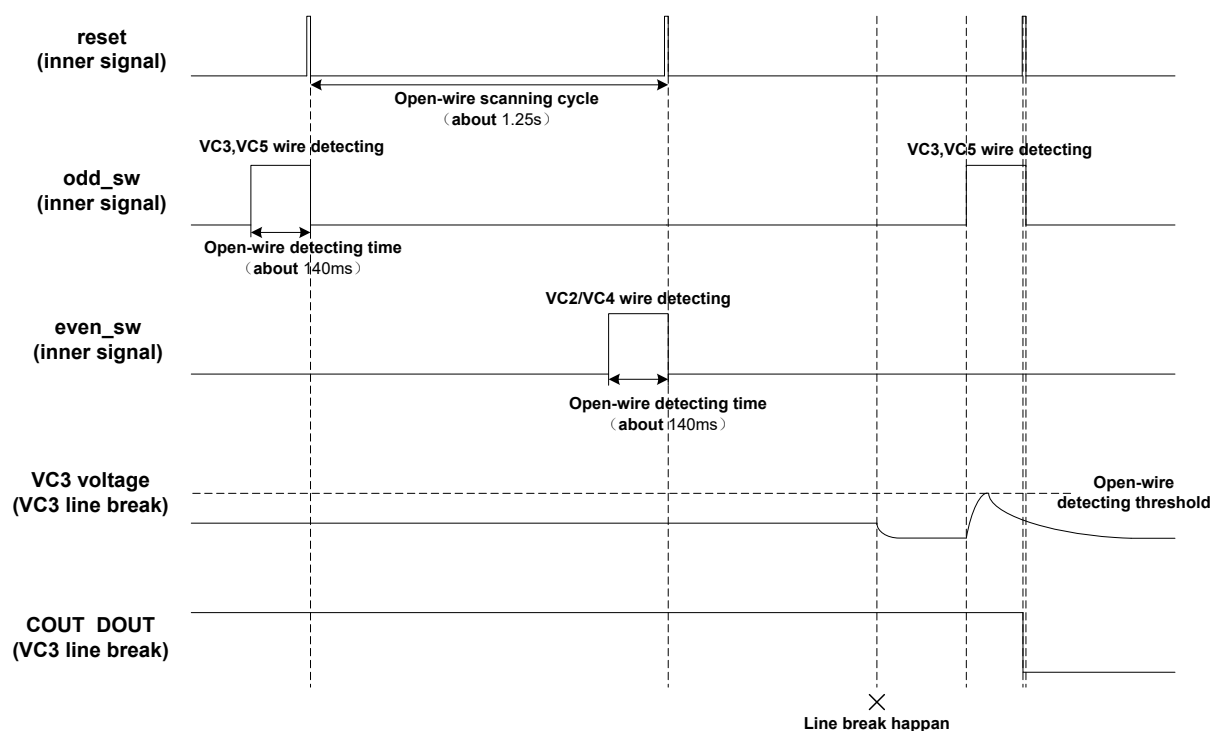 reset
(inner signal)
Open-wire scanning cycle
（about 1.25s）
VC3,VC5 wire detecting
VC3,VC5 wire detecting
odd_sw
(inner signal)
Open-wire detecting time
（about 140ms）
VC2/VC4 wire detecting
even_sw
(inner signal)
Open-wire detecting time
（about 140ms）
VC3 voltage
(VC3 line break)
Open-wire
detecting threshold
COUT DOUT
(VC3 line break)
Line break happan